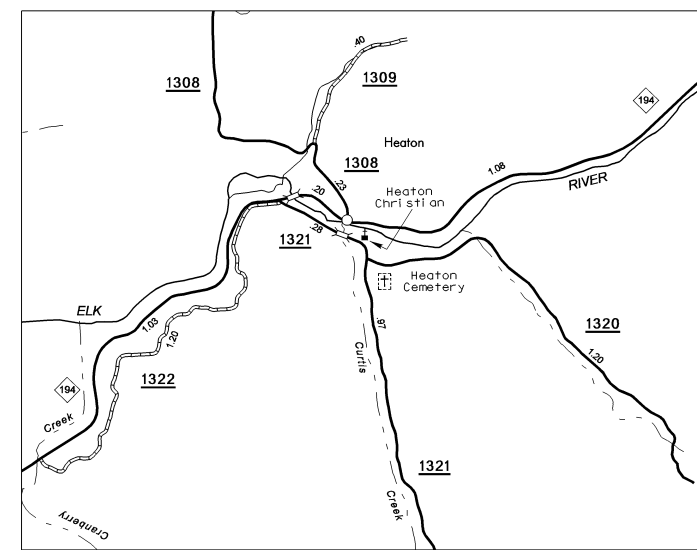 .40
1308
1309
194
Heaton
1308
1.08
.23
.20
RIVER
Heaton
Christian
.28
1321
Heaton
Cemetery
ELK
1.03
1.20
.97
1320
1.20
Curtis
1322
194
Creek
1321
Creek
Cranberry